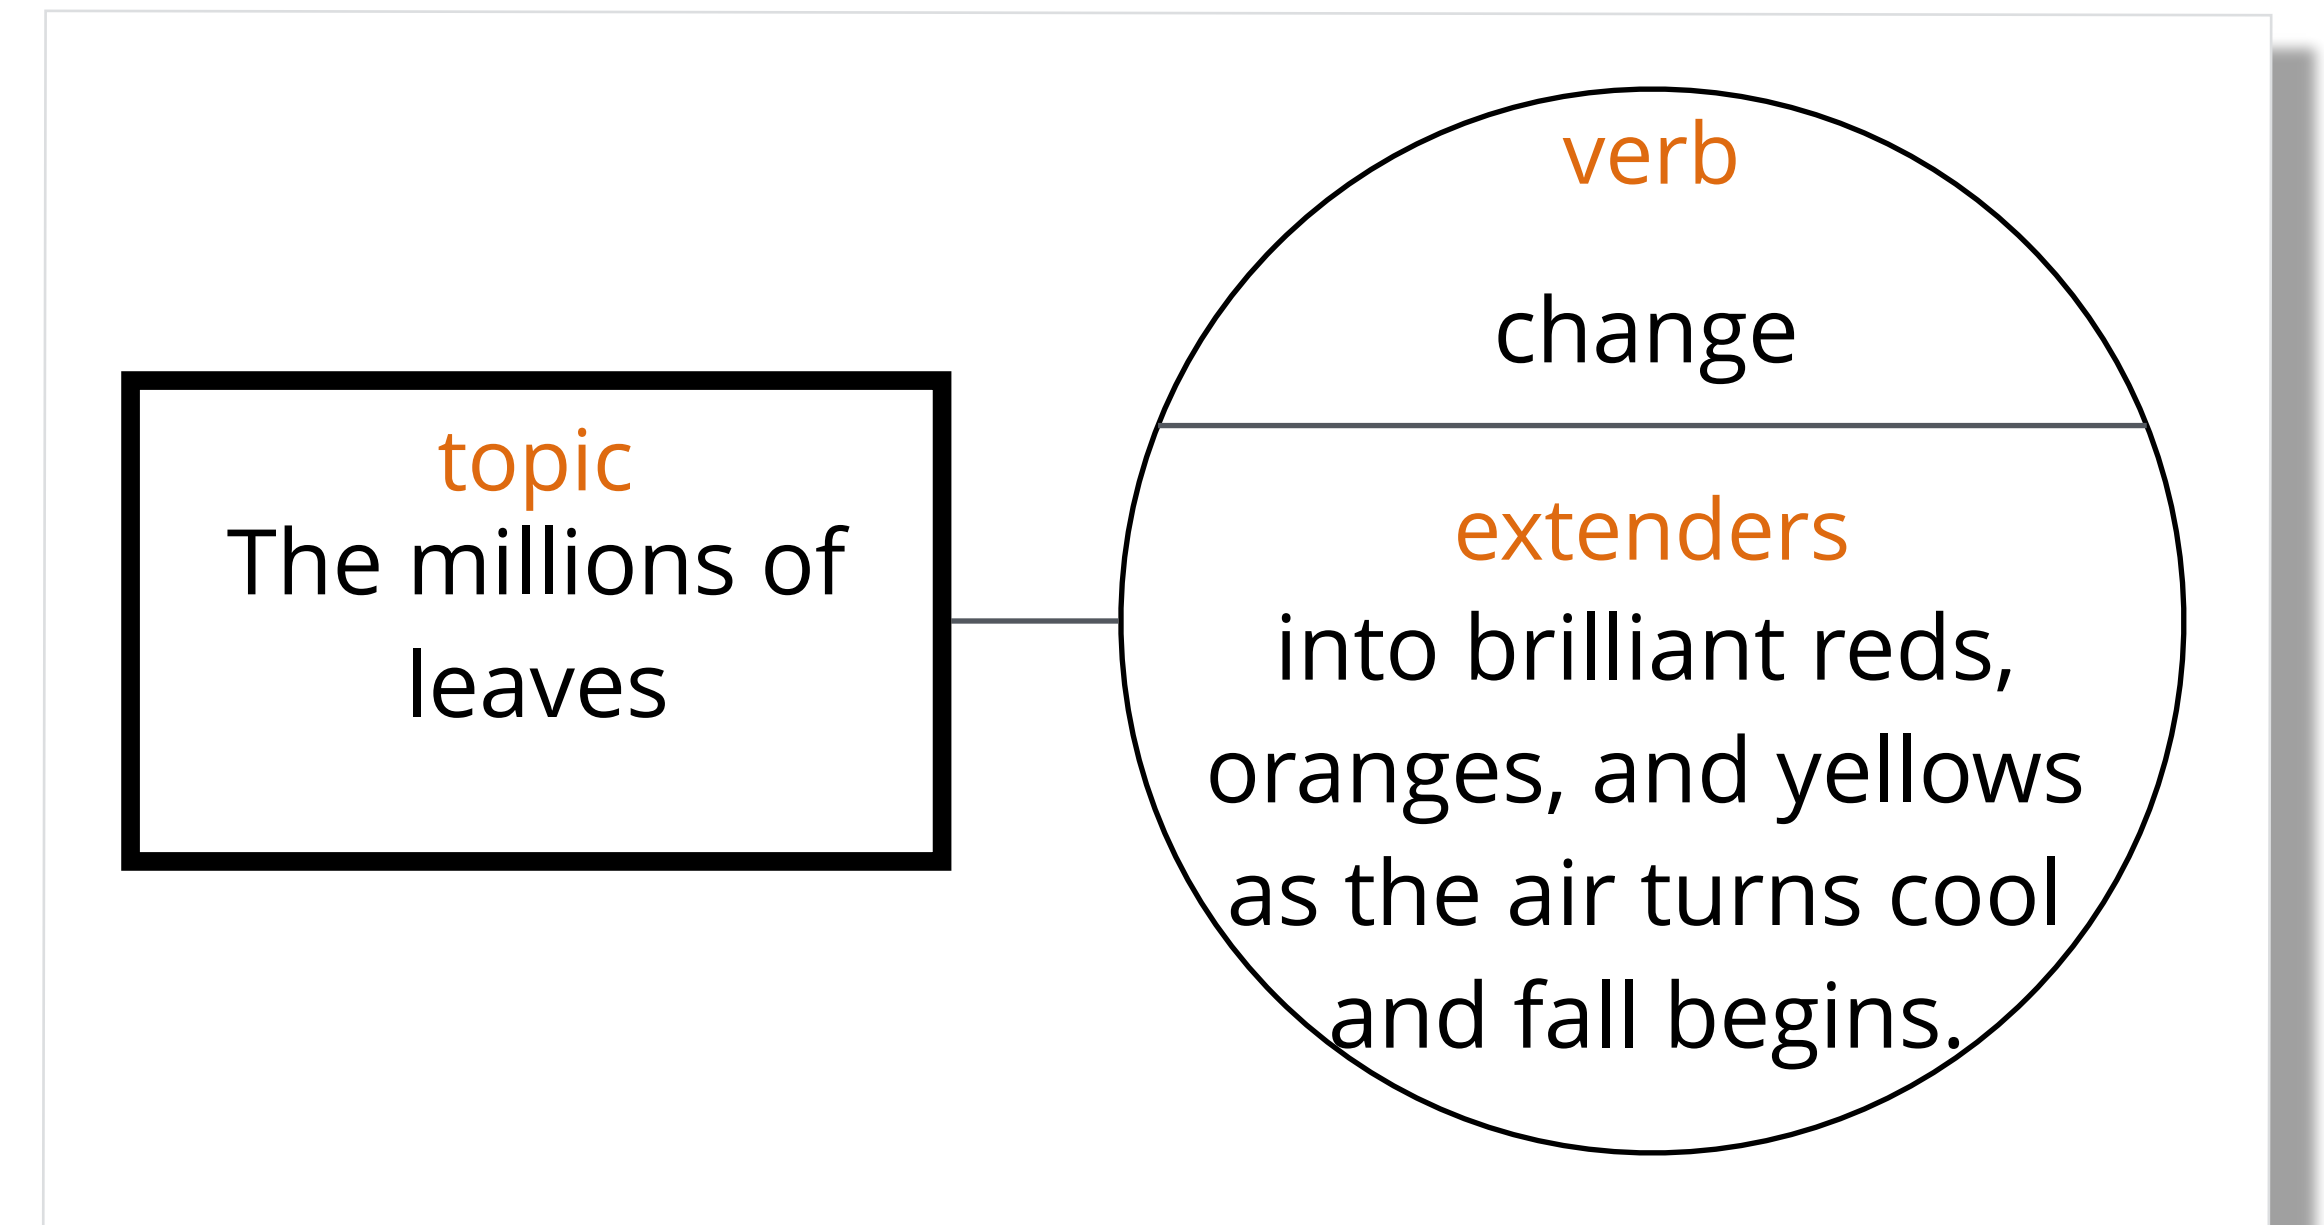 topic
The millions of
leaves
verb
change
extenders
into brilliant reds,
oranges, and yellows
as the air turns cool
and fall begins.